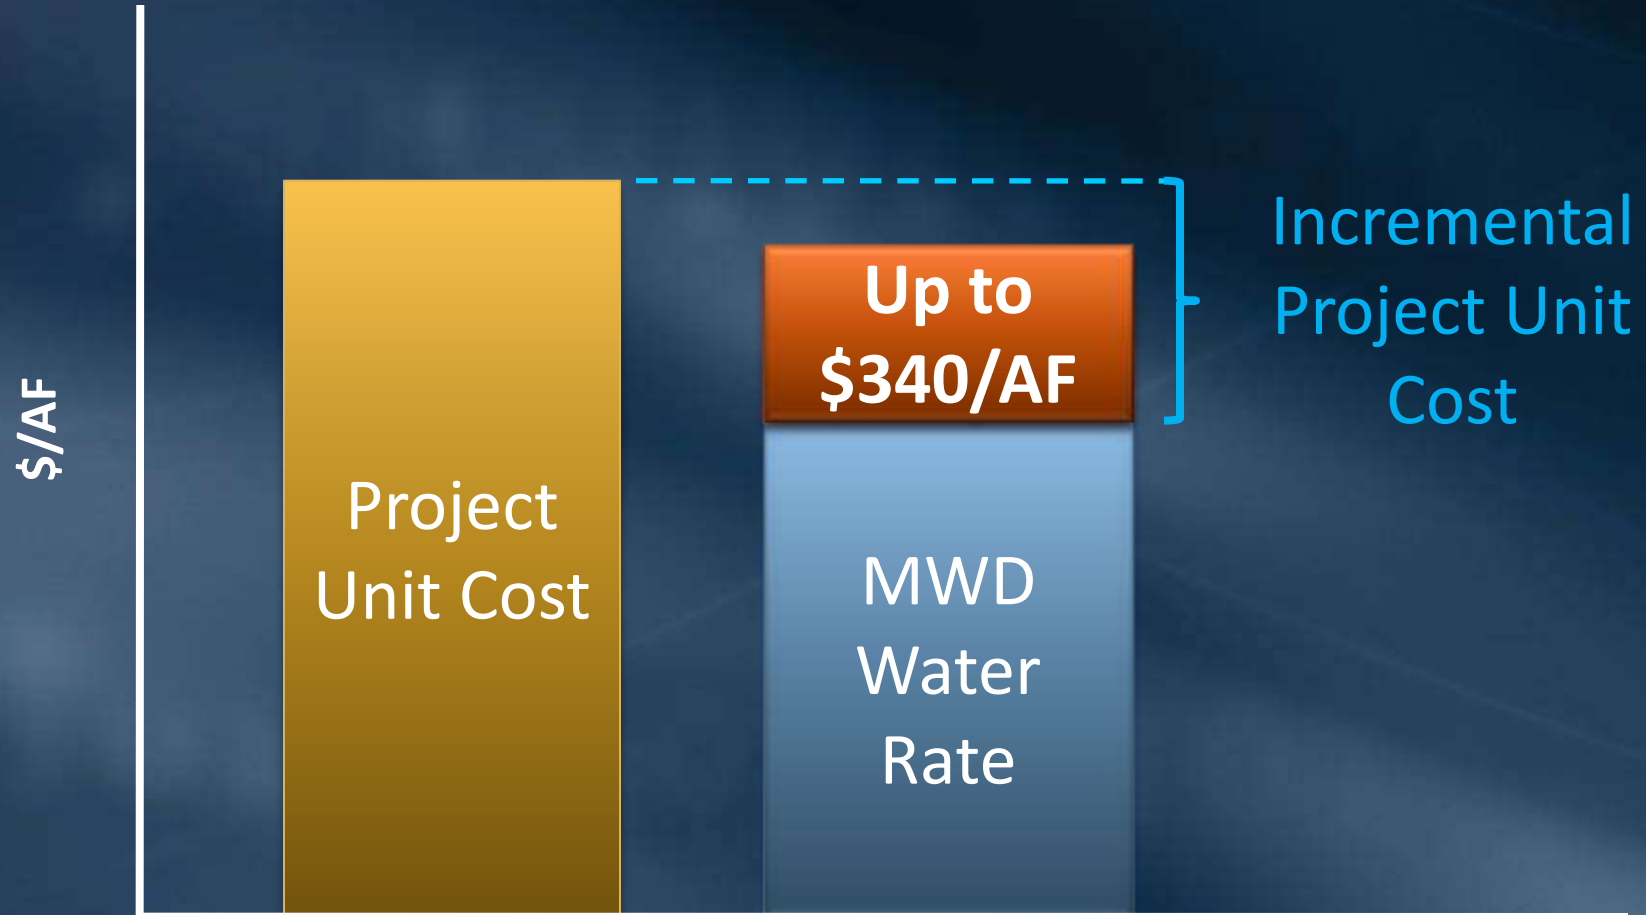 $/AF
Project
Unit Cost
Up to
$340/AF
MWD
Water
Rate
Incremental
Project Unit
Cost